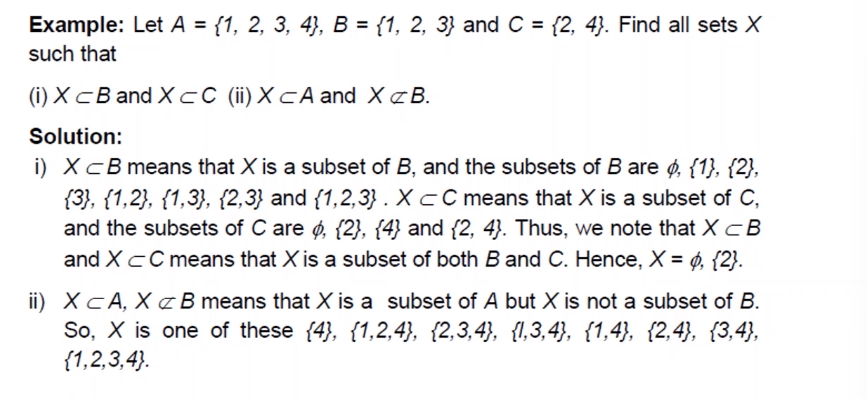 Example: Let A = {1, 2, 3, 4}, B = {1, 2, 3} and C = {2, 4}. Find all sets X
such that
(i) X ⊂ B and X ⊂ C (ii) X ⊂ A and X ⊄ B.
Solution:
i) X ⊂ B means that X is a subset of B, and the subsets of B are ϕ, {1}, {2},
{3}, {1,2}, {1,3}, {2,3} and {1,2,3} . X ⊂ C means that X is a subset of C,
and the subsets of C are ϕ, {2}, {4} and {2, 4}. Thus, we note that X ⊂ B
and X ⊂ C means that X is a subset of both B and C. Hence, X = ϕ, {2}.
ii) X ⊂ A, X ⊄ B means that X is a subset of A but X is not a subset of B.
So, X is one of these {4}, {1,2,4}, {2,3,4}, {l,3,4}, {1,4}, {2,4}, {3,4},
{1,2,3,4}.